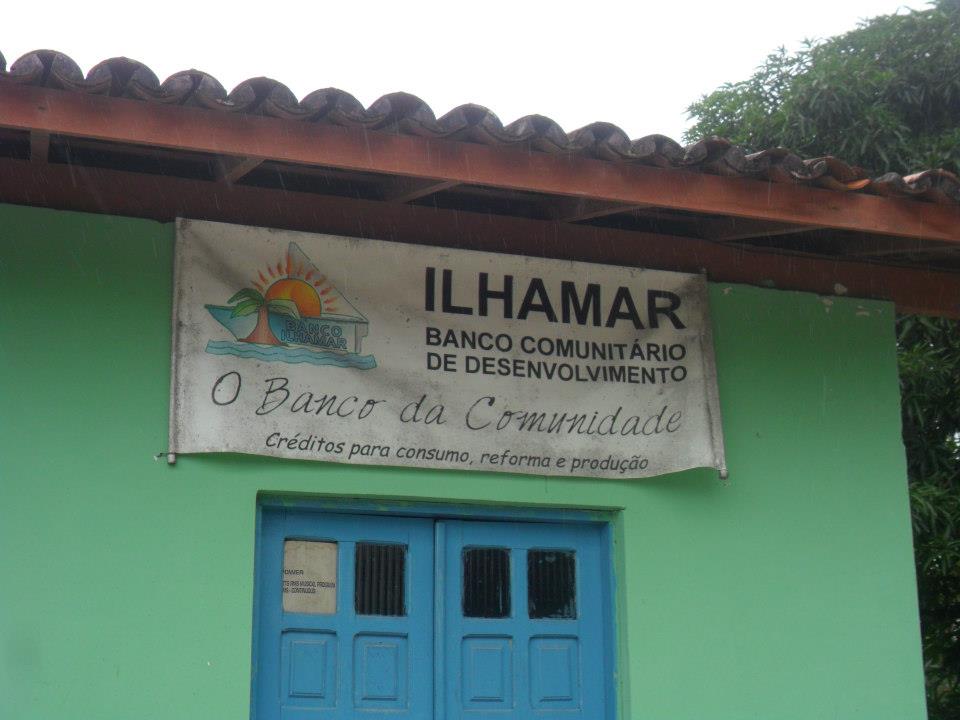 BANCO
ILHAMAR
ILHAMAR
BANCO COMUNITÁRIO
DE DESENVOLVIMENTO
O Banco da Comunidade
Créditos para consumo, reforma e produção